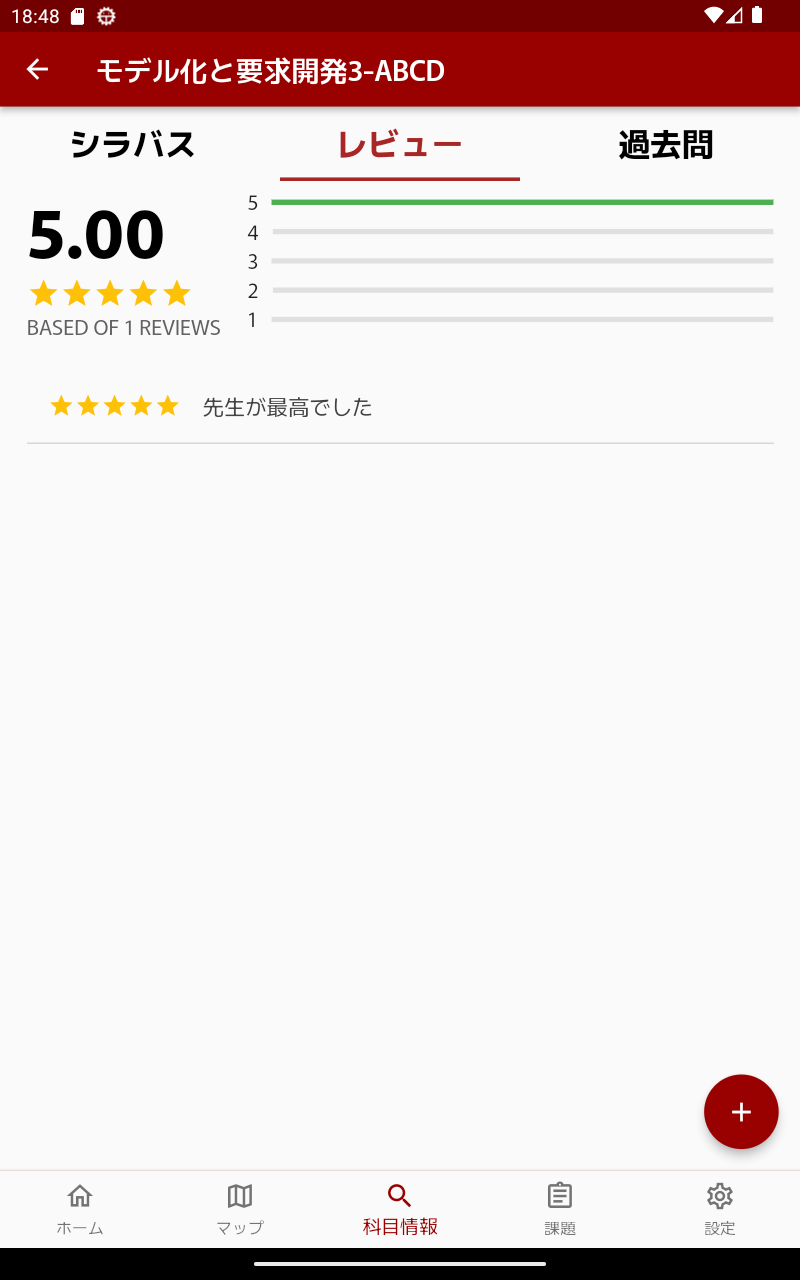 18:48
モデル化と要求開発3-ABCD
シラバス
レビュー
過去問
5.00
BASED OF 1 REVIEWS
5
4
3
2
1
先生が最高でした
ホーム
マップ
科目情報
課題
設定